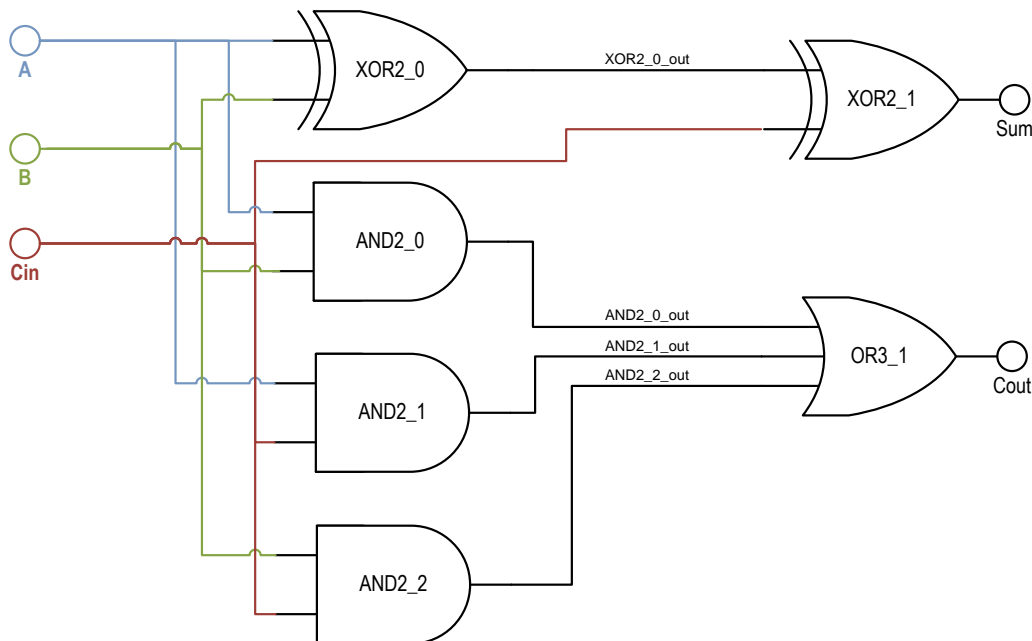 A
XOR2_0
XOR2_0_out
XOR2_1
Sum
B
Cin
AND2_0
AND2_0_out
AND2_1_out
AND2_2_out
OR3_1
Cout
AND2_1
AND2_2